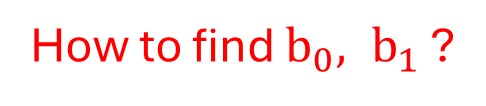 How to find b₀, b₁ ?